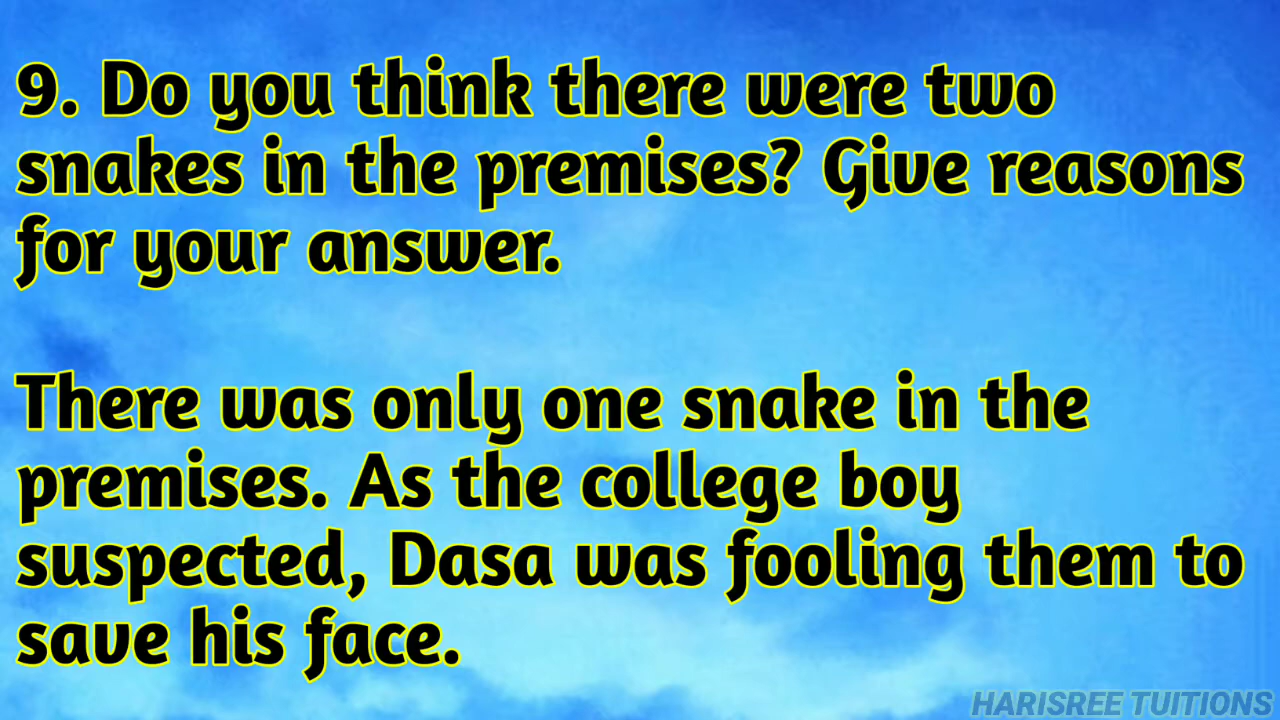 9. Do you think there were two
snakes in the premises? Give reasons
for your answer.
There was only one snake in the
premises. As the college boy
suspected, Dasa was fooling them to
save his face.
HARISREE TUITIONS